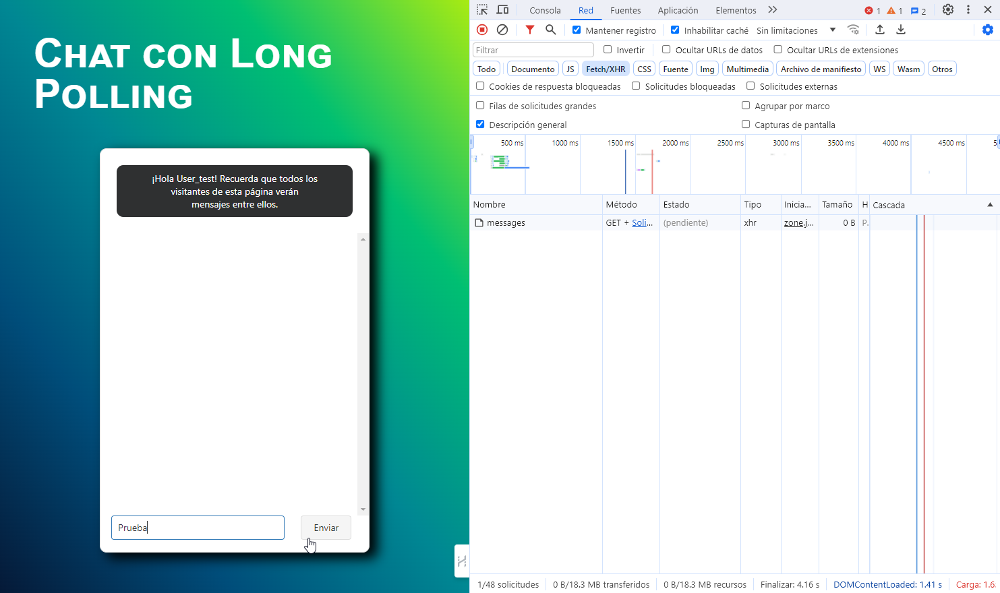 Chat con Long
Polling
¡Hola User_test! Recuerda que todos los
visitantes de esta página verán
mensajes entre ellos.
Prueba
Enviar
Consola Red Fuentes Aplicación Elementos 1 1 2
Mantener registro Inhabilitar caché Sin limitaciones
Filtrar Invertir Ocultar URLs de datos Ocultar URLs de extensiones
Todo Documento JS Fetch/XHR CSS Fuente Img Multimedia Archivo de manifiesto WS Wasm Otros
Cookies de respuesta bloqueadas Solicitudes bloqueadas Solicitudes externas
Filas de solicitudes grandes Agrupar por marco
Descripción general Capturas de pantalla
500 ms 1000 ms 1500 ms 2000 ms 2500 ms 3000 ms 3500 ms 4000 ms 4500 ms 5
Nombre Método Estado Tipo Inicia... Tamaño H Cascada
messages GET + Soli... (pendiente) xhr zone.j... 0 B P.
1/48 solicitudes 0 B/18.3 MB transferidos 0 B/18.3 MB recursos Finalizar: 4.16 s DOMContentLoaded: 1.41 s Carga: 1.6